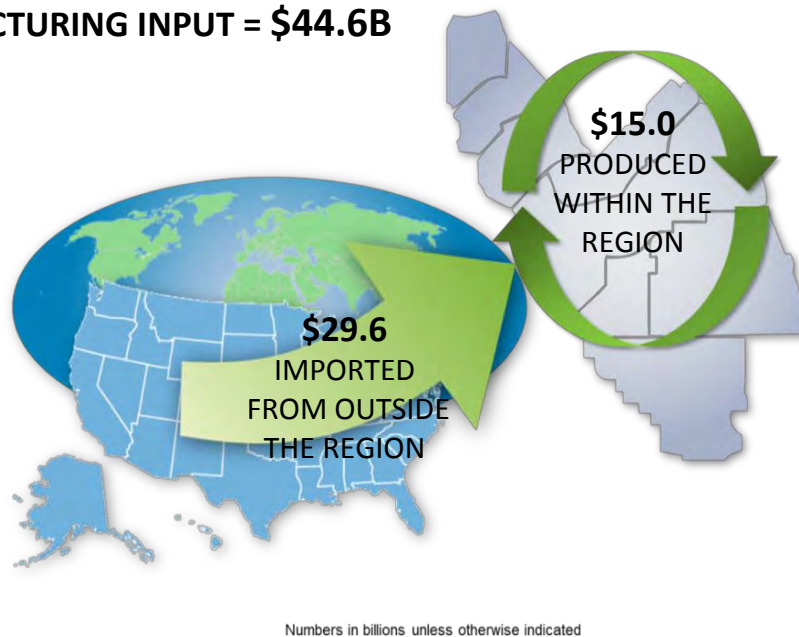 CTURING INPUT = $44.6B
$15.0
PRODUCED
WITHIN THE
REGION
$29.6
IMPORTED
FROM OUTSIDE
THE REGION
Numbers in billions unless otherwise indicated